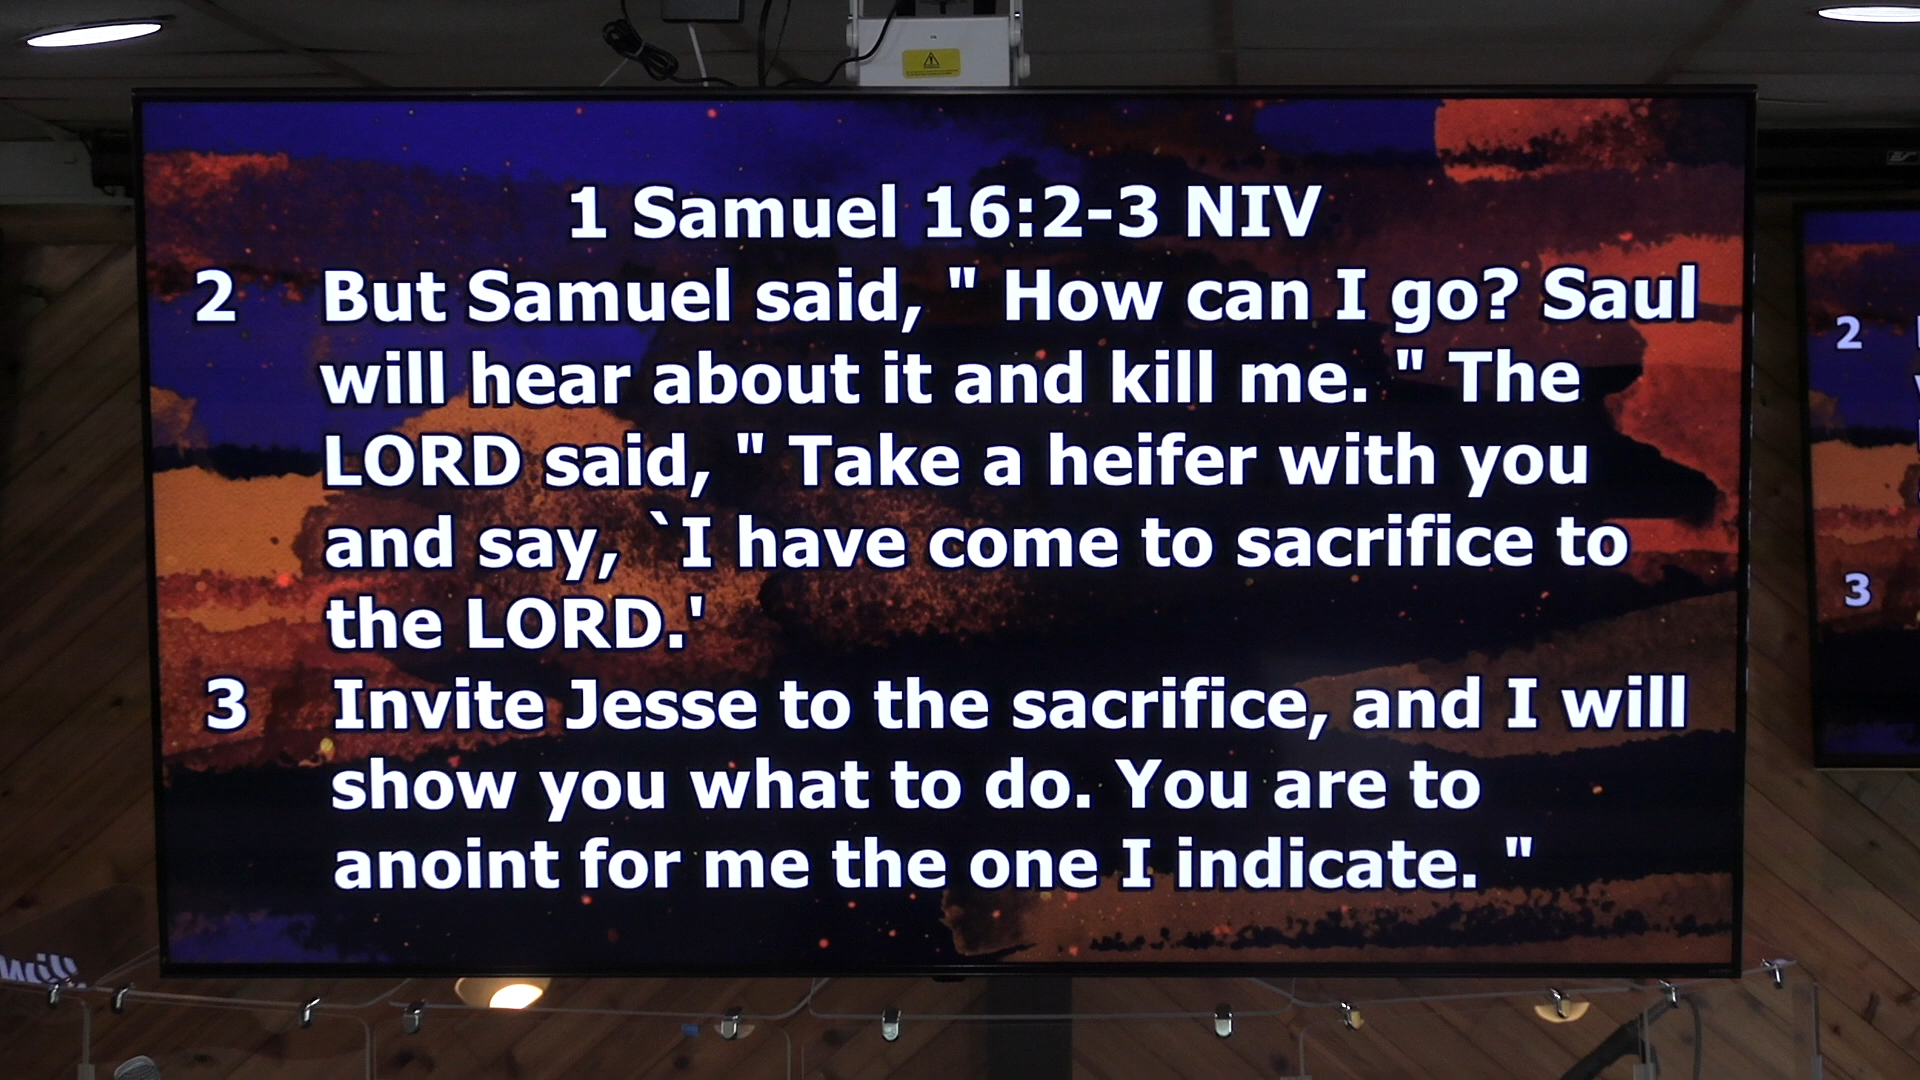 1 Samuel 16:2-3 NIV
2 But Samuel said, " How can I go? Saul
will hear about it and kill me. " The
LORD said, " Take a heifer with you
and say, `I have come to sacrifice to
the LORD.'
3 Invite Jesse to the sacrifice, and I will
show you what to do. You are to
anoint for me the one I indicate. "
2
3
will